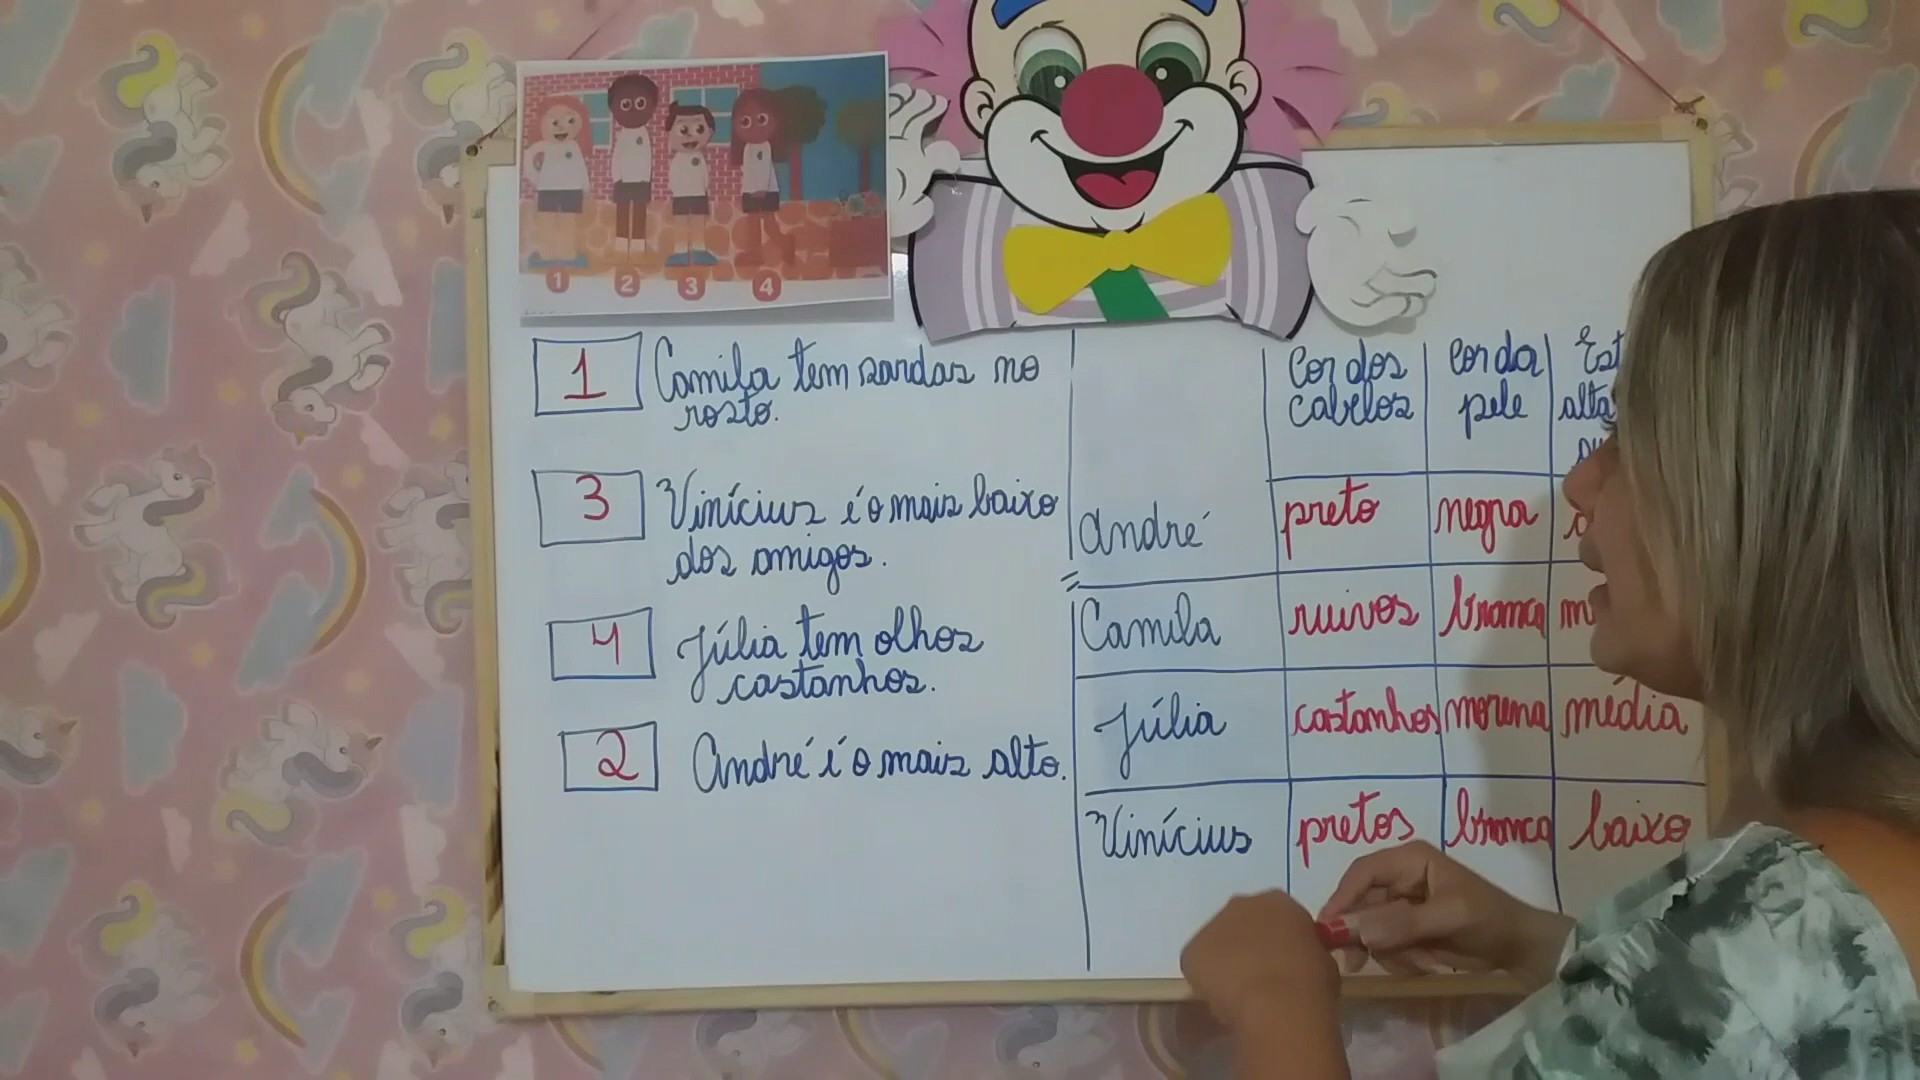 1 2 3 4
1 Camila tem sardas no
rosto.
3 Vinícius é o mais baixo
dos amigos.
4 Júlia tem olhos
castanhos.
2 André é o mais alto.
Cor dos cabelos
Cor da pele
Est
alta
André preto negra
Camila ruivos branca m
Júlia castanhos morena média
Vinícius pretos branca baixo